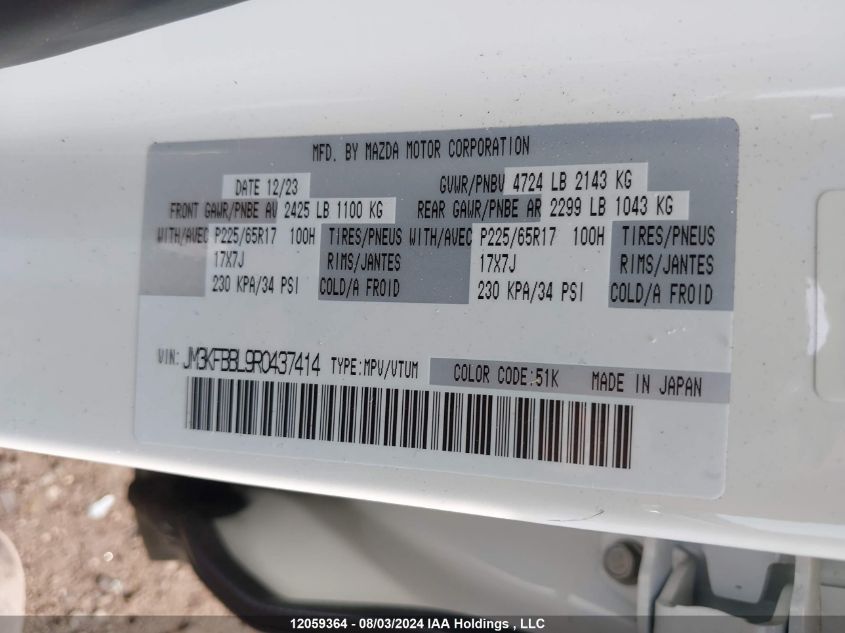 MFD. BY MAZDA MOTOR CORPORATION
DATE 12/23 GVWR/PNBV 4724 LB 2143 KG
FRONT GAWR/PNBE AV 2425 LB 1100 KG REAR GAWR/PNBE AR 2299 LB 1043 KG
WITH/AVEC P225/65R17 100H TIRES/PNEUS WITH/AVEC P225/65R17 100H TIRES/PNEUS
17X7J RIMS/JANTES 17X7J RIMS/JANTES
230 KPA/34 PSI COLD/A FROID 230 KPA/34 PSI COLD/A FROID
VIN: JM3KFBBL9R0437414 TYPE:MPV/VTUM COLOR CODE:51K MADE IN JAPAN
12059364 - 08/03/2024 IAA Holdings , LLC